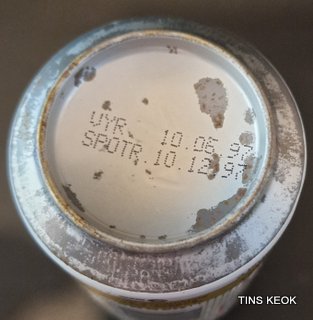 VYR. 10.06 97
SPOTR. 10.12 97
TINS KEOK